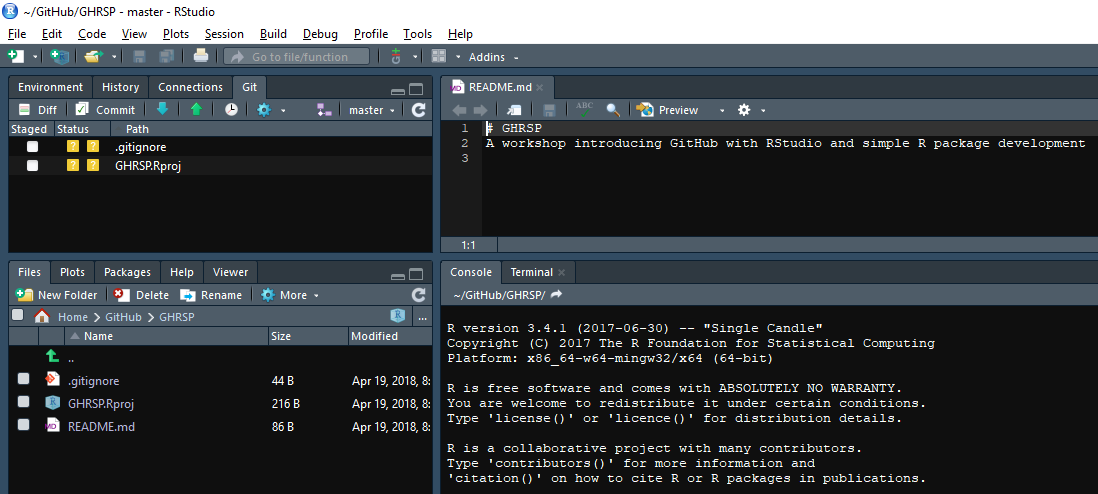 ~/GitHub/GHRSP - master - RStudio
File Edit Code View Plots Session Build Debug Profile Tools Help
Go to file/function Addins
Environment History Connections Git
Diff Commit master
Staged Status Path
? ? .gitignore
? ? GHRSP.Rproj
README.md
ABC Preview
1 # GHRSP
2 A workshop introducing GitHub with RStudio and simple R package development
3
1:1
Files Plots Packages Help Viewer
New Folder Delete Rename More
Home GitHub GHRSP ...
Name Size Modified
..
.gitignore 44 B Apr 19, 2018, 8:
GHRSP.Rproj 216 B Apr 19, 2018, 8:
README.md 86 B Apr 19, 2018, 8:
Console Terminal
~/GitHub/GHRSP/
R version 3.4.1 (2017-06-30) -- "Single Candle"
Copyright (C) 2017 The R Foundation for Statistical Computing
Platform: x86_64-w64-mingw32/x64 (64-bit)
R is free software and comes with ABSOLUTELY NO WARRANTY.
You are welcome to redistribute it under certain conditions.
Type 'license()' or 'licence()' for distribution details.
R is a collaborative project with many contributors.
Type 'contributors()' for more information and
'citation()' on how to cite R or R packages in publications.